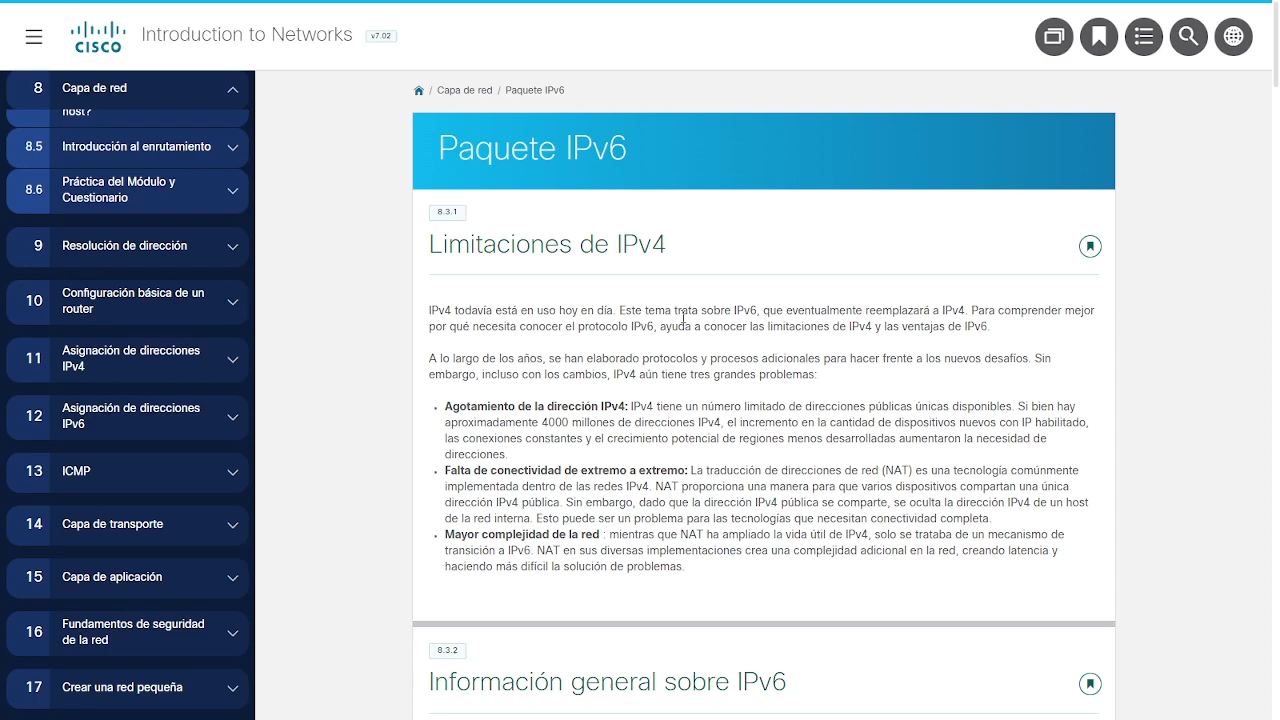 CISCO
Introduction to Networks
v7.02
8
Capa de red
host?
8.5
Introducción al enrutamiento
8.6
Práctica del Módulo y
Cuestionario
9
Resolución de dirección
10
Configuración básica de un
router
11
Asignación de direcciones
IPv4
12
Asignación de direcciones
IPv6
13
ICMP
14
Capa de transporte
15
Capa de aplicación
16
Fundamentos de seguridad
de la red
17
Crear una red pequeña
/ Capa de red / Paquete IPv6
Paquete IPv6
8.3.1
Limitaciones de IPv4
IPv4 todavía está en uso hoy en día. Este tema trata sobre IPv6, que eventualmente reemplazará a IPv4. Para comprender mejor
por qué necesita conocer el protocolo IPv6, ayuda a conocer las limitaciones de IPv4 y las ventajas de IPv6.
A lo largo de los años, se han elaborado protocolos y procesos adicionales para hacer frente a los nuevos desafíos. Sin
embargo, incluso con los cambios, IPv4 aún tiene tres grandes problemas:
• Agotamiento de la dirección IPv4: IPv4 tiene un número limitado de direcciones públicas únicas disponibles. Si bien hay
aproximadamente 4000 millones de direcciones IPv4, el incremento en la cantidad de dispositivos nuevos con IP habilitado,
las conexiones constantes y el crecimiento potencial de regiones menos desarrolladas aumentaron la necesidad de
direcciones.
• Falta de conectividad de extremo a extremo: La traducción de direcciones de red (NAT) es una tecnología comúnmente
implementada dentro de las redes IPv4. NAT proporciona una manera para que varios dispositivos compartan una única
dirección IPv4 pública. Sin embargo, dado que la dirección IPv4 pública se comparte, se oculta la dirección IPv4 de un host
de la red interna. Esto puede ser un problema para las tecnologías que necesitan conectividad completa.
• Mayor complejidad de la red : mientras que NAT ha ampliado la vida útil de IPv4, solo se trataba de un mecanismo de
transición a IPv6. NAT en sus diversas implementaciones crea una complejidad adicional en la red, creando latencia y
haciendo más difícil la solución de problemas.
8.3.2
Información general sobre IPv6